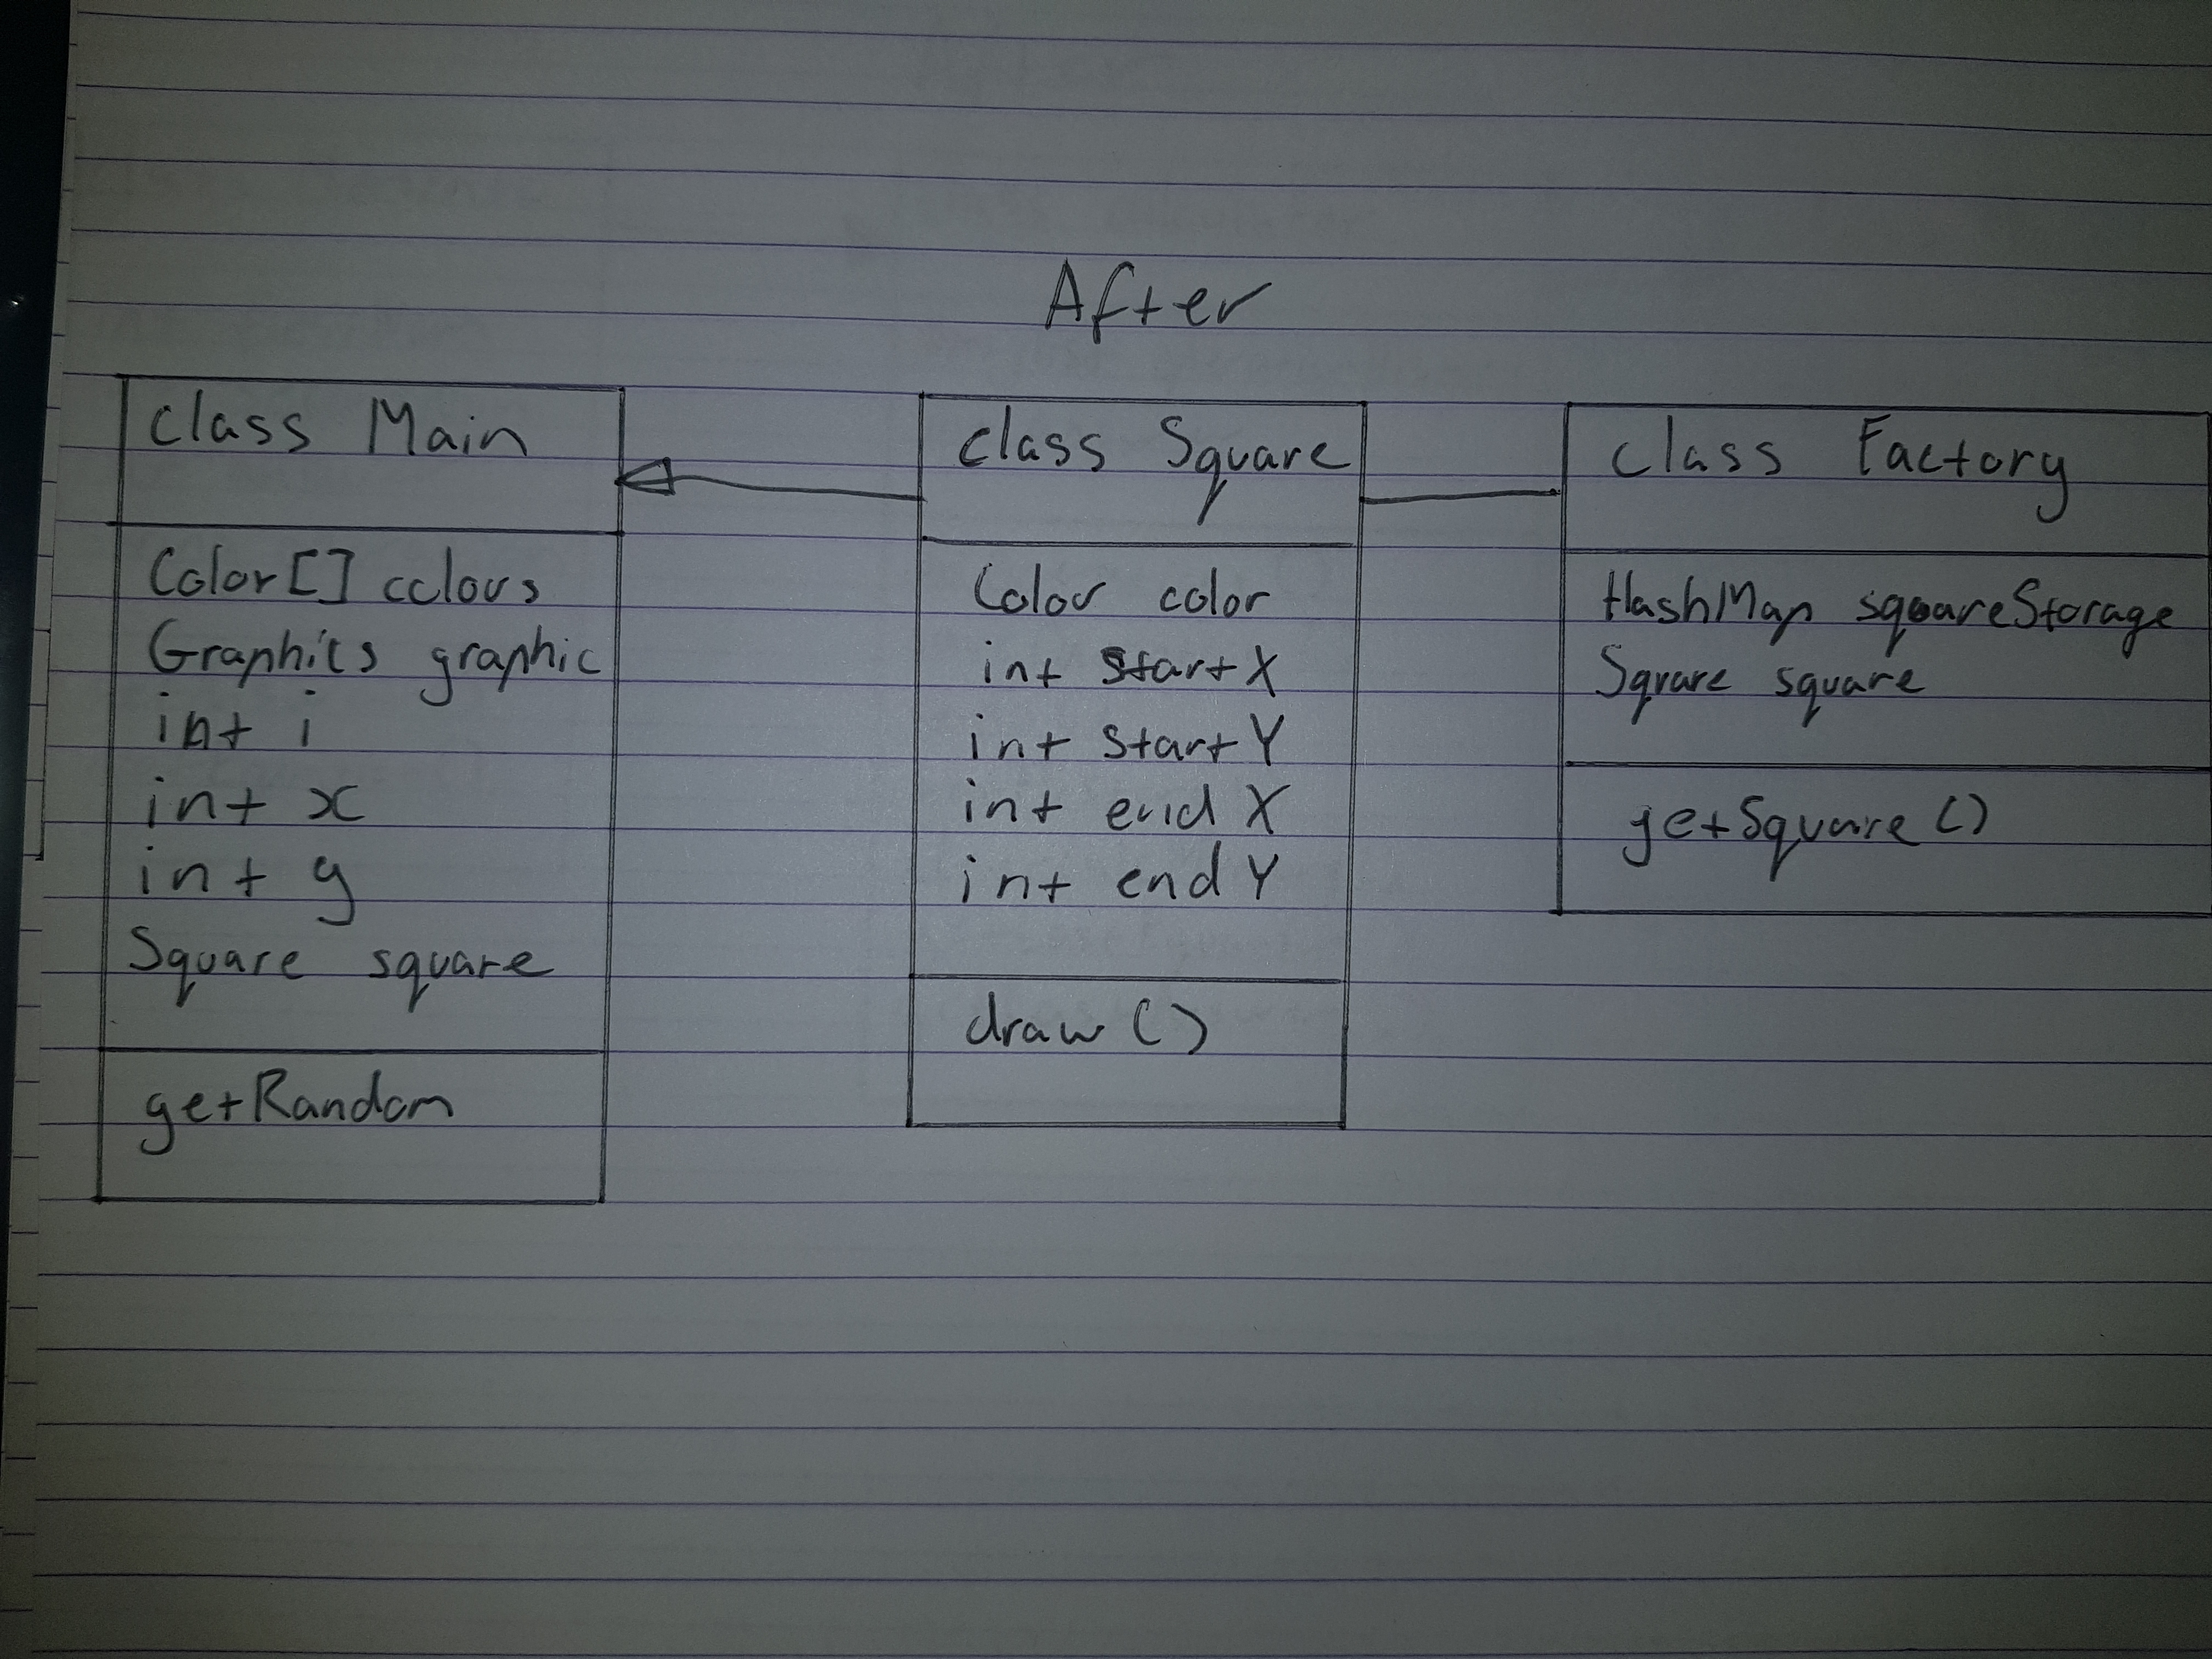 After
class Main
Color[] colors
Graphics graphic
int i
int x
int y
Square square
getRandom
class Square
Color color
int startX
int startY
int endX
int endY
draw()
class Factory
HashMap squareStorage
Square square
getSquare()